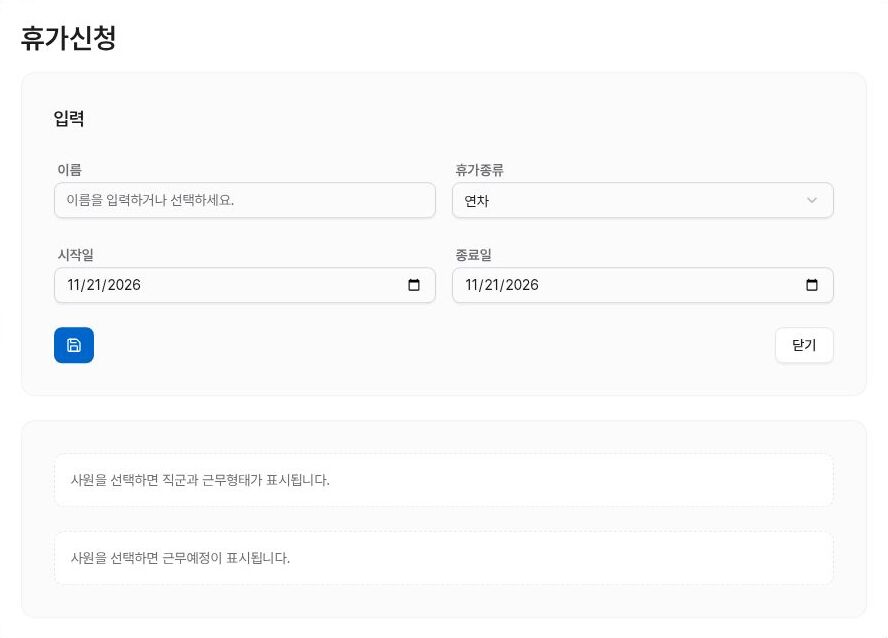 휴가신청
입력
이름
휴가종류
이름을 입력하거나 선택하세요.
연차
시작일
종료일
11/21/2026
11/21/2026
닫기
사원을 선택하면 직군과 근무형태가 표시됩니다.
사원을 선택하면 근무예정이 표시됩니다.